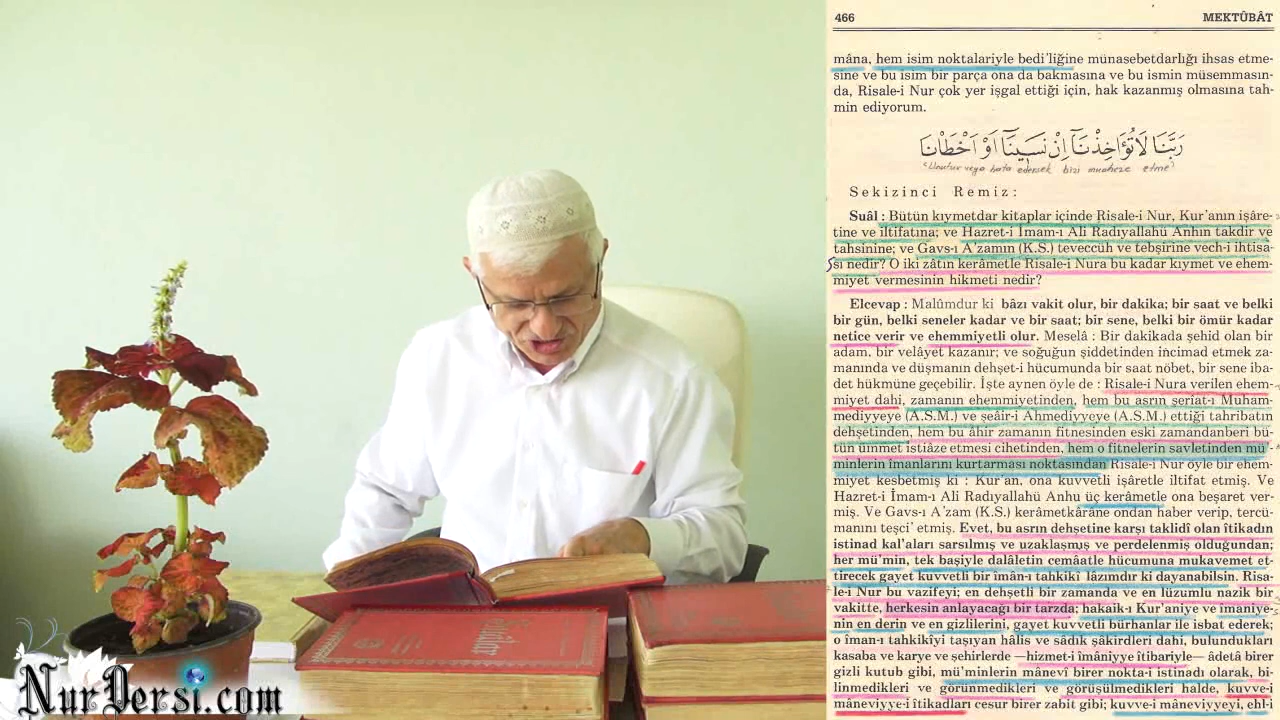 466 MEKTÛBÂT
mâna, hem isim noktalariyle bedi'liğine münasebetdarlığı ihsas etme-
sine ve bu isim bir parça ona da bakmasına ve bu ismin müsemmasın-
da, Risale-i Nur çok yer işgal ettiği için, hak kazanmış olmasına tah-
min ediyorum.
رَبَّنَا لَا تُؤَاخِذْنَا اِنْ نَسِينَا اَوْ اَخْطَاْنَا
(Unutur veya hata edersek bizi muaheze etme)
Sekizinci Remiz:
Suâl : Bütün kıymetdar kitaplar içinde Risale-i Nur, Kur'anın işâre-
tine ve iltifatına; ve Hazret-i İmam-ı Ali Radıyallahü Anhın takdir ve
tahsinine; ve Gavs-ı A'zamın (K.S.) teveccüh ve tebşirine vech-i ihtisa-
sı nedir? O iki zâtın kerâmetle Risale-i Nura bu kadar kıymet ve ehem-
miyet vermesinin hikmeti nedir?
Elcevap : Malûmdur ki bâzı vakit olur, bir dakika; bir saat ve belki
bir gün, belki seneler kadar ve bir saat; bir sene, belki bir ömür kadar
netice verir ve ehemmiyetli olur. Meselâ : Bir dakikada şehid olan bir
adam, bir velâyet kazanır; ve soğuğun şiddetinden incimad etmek za-
manında ve düşmanın dehşet-i hücumunda bir saat nöbet, bir sene iba-
det hükmüne geçebilir. İşte aynen öyle de : Risale-i Nura verilen ehem-
miyet dahi, zamanın ehemmiyetinden, hem bu asrın şeriat-ı Muham-
mediyyeye (A.S.M.) ve şeâir-i Ahmediyyeye (A.S.M.) ettiği tahribatın
dehşetinden, hem bu âhir zamanın fitnesinden eski zamandanberi bü-
tün ümmet istiâze etmesi cihetinden, hem o fitnelerin savletinden mü-
minlerin imanlarını kurtarması noktasından Risale-i Nur öyle bir ehem-
miyet kesbetmiş ki : Kur'an, ona kuvvetli işâretle iltifat etmiş. Ve
Hazret-i İmam-ı Ali Radıyallahü Anhu üç kerâmetle ona beşaret ver-
miş. Ve Gavs-ı A'zam (K.S.) kerâmetkârane ondan haber verip, tercü-
manını teşci' etmiş. Evet, bu asrın dehşetine karşı taklidî olan îtikadın
istinad kal'aları sarsılmış ve uzaklaşmış ve perdelenmış olduğundan;
her mü'min, tek başiyle dalâletin cemâatle hücumuna mukavemet et-
tirecek gayet kuvvetli bir îmân-ı tahkikî lâzımdır ki dayanabilsin. Risa-
le-i Nur bu vazifeyi; en dehşetli bir zamanda ve en lüzumlu nazik bir
vakitte, herkesin anlayacağı bir tarzda; hakaik-ı Kur'aniye ve imâniye-
nin en derin ve en gizlilerini, gayet kuvvetli bürhanlar ile isbat ederek;
o îman-ı tahkikîyi taşıyan hâlis ve sâdık şâkirdleri dahi, bulundukları
kasaba ve karye ve şehirlerde —hizmet-i îmâniyye îtibariyle— âdetâ birer
gizli kutub gibi, mü'minlerin mânevî birer nokta-i istinadı olarak, bi-
linmedikleri ve görünmedikleri ve görüşülmedikleri halde, kuvve-i
mâneviyye-i îtikadları cesur birer zabit gibi; kuvve-i mâneviyyeyi, ehl-i
NurDersi.com